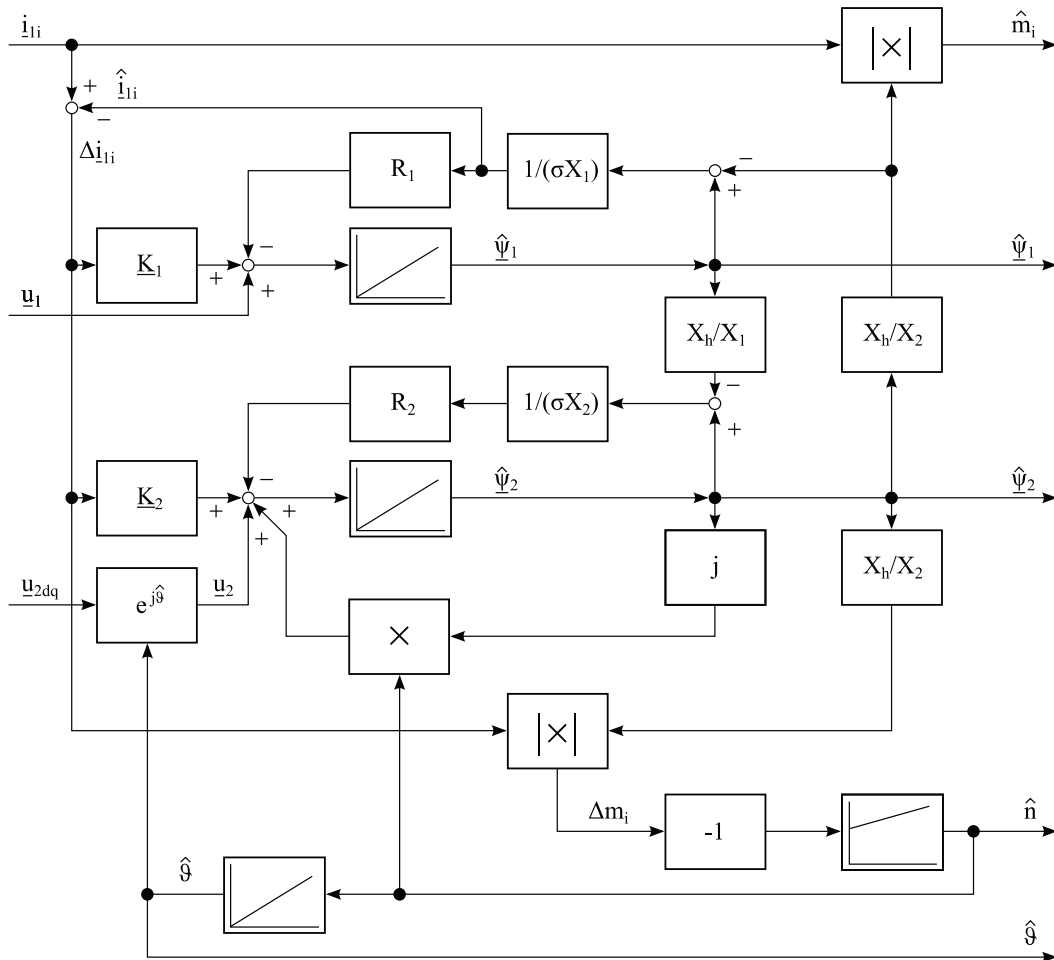 i̲₁ᵢ
m̂ᵢ
|×|
+
î̲₁ᵢ
−
Δi̲₁ᵢ
R₁
1/(σX₁)
−
+
K̲₁
+
−
+
ψ̲̂₁
ψ̲̂₁
u̲₁
Xₕ/X₁
Xₕ/X₂
R₂
1/(σX₂)
−
+
K̲₂
+
−
+
+
ψ̲̂₂
ψ̲̂₂
u̲₂dq
e^jϑ̂
u̲₂
j
Xₕ/X₂
×
|×|
Δmᵢ
-1
n̂
ϑ̂
ϑ̂